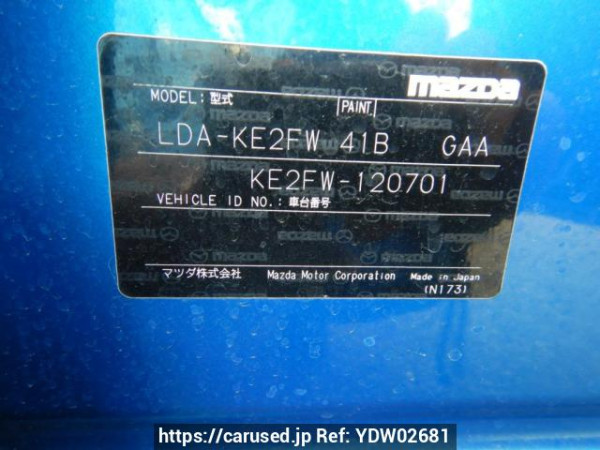 mazda
MODEL: 型式 PAINT
LDA-KE2FW 41B GAA
KE2FW-120701
VEHICLE ID NO.: 車台番号
マツダ株式会社 Mazda Motor Corporation Made in Japan
(N173)
https://carused.jp Ref: YDW02681